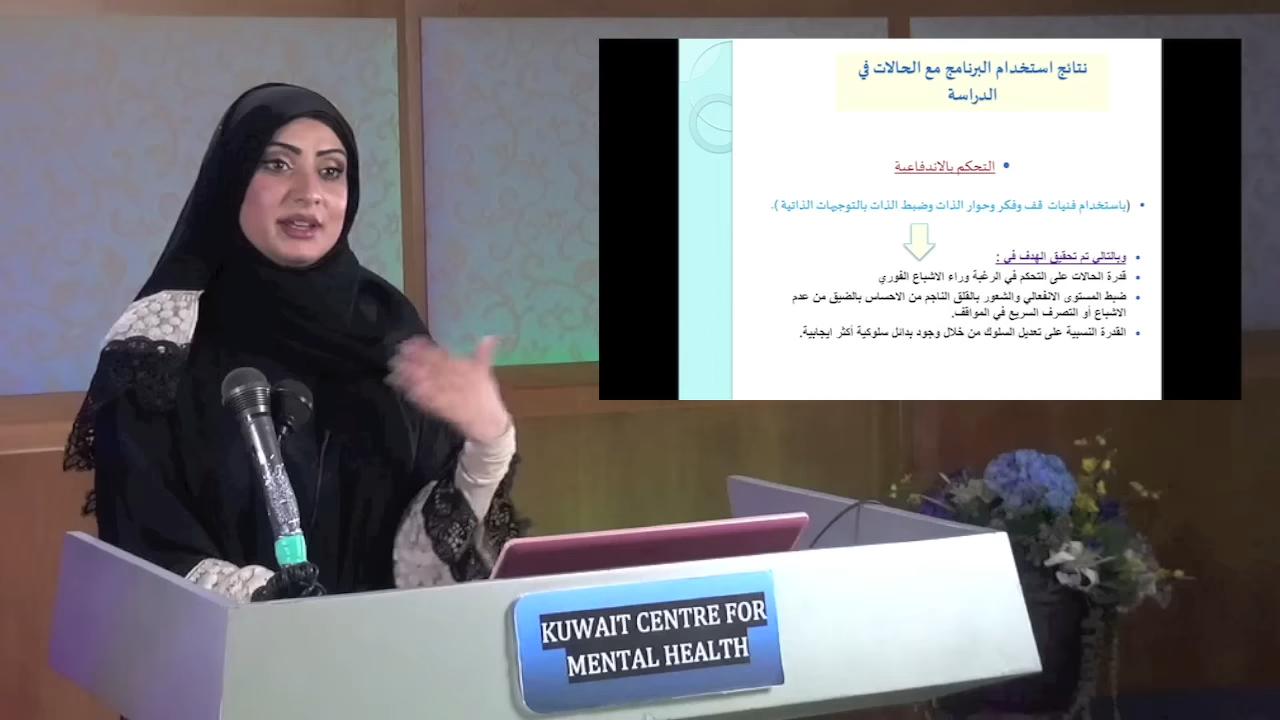 نتائج استخدام البرنامج مع الحالات في
الدراسة
• التحكم بالاندفاعية
• (باستخدام فنيات قف وفكر وحوار الذات وضبط الذات بالتوجيهات الذاتية ).
• وبالتالي تم تحقيق الهدف في :
• قدرة الحالات على التحكم في الرغبة وراء الاشباع الفوري
• ضبط المستوى الانفعالي والشعور بالقلق الناجم من الاحساس بالضيق من عدم
الاشباع أو التصرف السريع في المواقف.
• القدرة النسبية على تعديل السلوك من خلال وجود بدائل سلوكية أكثر ايجابية.
KUWAIT CENTRE FOR
MENTAL HEALTH